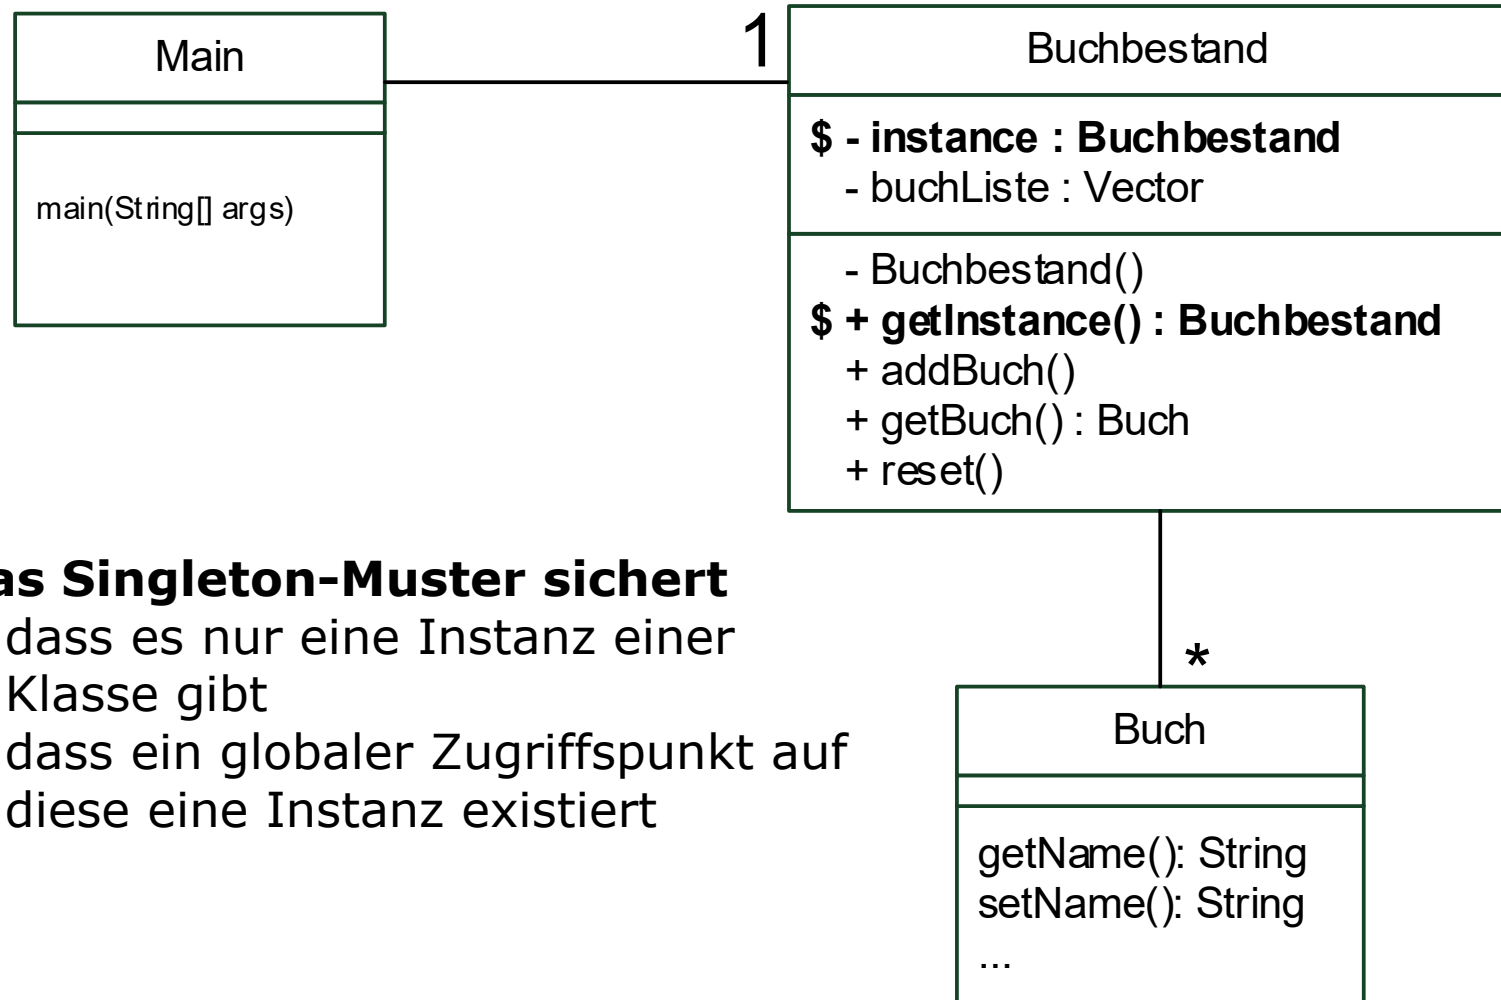 Main
main(String[] args)
1
Buchbestand
$ - instance : Buchbestand
- buchListe : Vector
- Buchbestand()
$ + getInstance() : Buchbestand
+ addBuch()
+ getBuch() : Buch
+ reset()
as Singleton-Muster sichert
dass es nur eine Instanz einer
Klasse gibt
dass ein globaler Zugriffspunkt auf
diese eine Instanz existiert
*
Buch
getName(): String
setName(): String
...